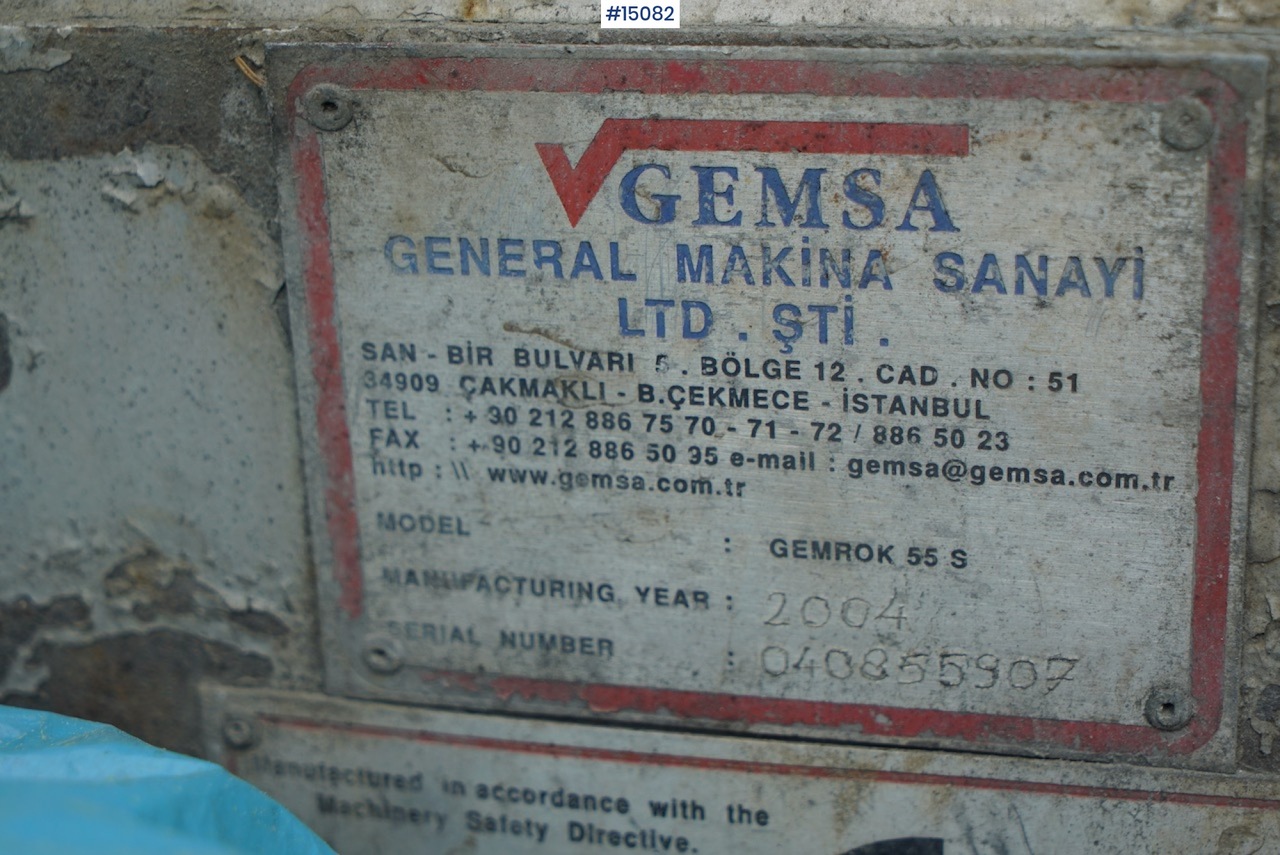 #15082
GEMSA
GENERAL MAKİNA SANAYİ
LTD . ŞTİ .
SAN - BİR BULVARI 5 . BÖLGE 12 . CAD . NO : 51
34909 ÇAKMAKLI - B.ÇEKMECE - İSTANBUL
TEL : + 90 212 886 75 70 - 71 - 72 / 886 50 23
FAX : + 90 212 886 50 95 e-mail : gemsa@gemsa.com.tr
http : \\ www.gemsa.com.tr
MODEL : GEMROK 55 S
MANUFACTURING YEAR : 2004
SERIAL NUMBER : 040855907
Manufactured in accordance with the
Machinery Safety Directive.